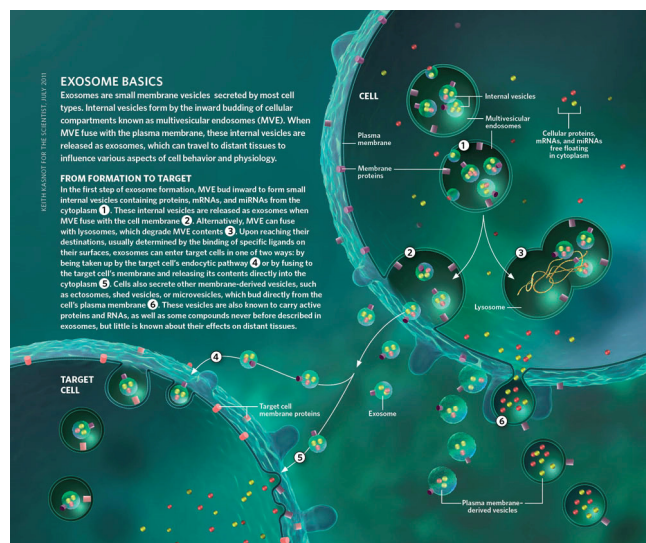 KEITH KASNOT FOR THE SCIENTIST, JULY 2011
EXOSOME BASICS
Exosomes are small membrane vesicles secreted by most cell
types. Internal vesicles form by the inward budding of cellular
compartments known as multivesicular endosomes (MVE). When
MVE fuse with the plasma membrane, these internal vesicles are
released as exosomes, which can travel to distant tissues to
influence various aspects of cell behavior and physiology.
FROM FORMATION TO TARGET
In the first step of exosome formation, MVE bud inward to form small
internal vesicles containing proteins, mRNAs, and miRNAs from the
cytoplasm 1. These internal vesicles are released as exosomes when
MVE fuse with the cell membrane 2. Alternatively, MVE can fuse
with lysosomes, which degrade MVE contents 3. Upon reaching their
destinations, usually determined by the binding of specific ligands on
their surfaces, exosomes can enter target cells in one of two ways: by
being taken up by the target cell's endocytic pathway 4 or by fusing to
the target cell's membrane and releasing its contents directly into the
cytoplasm 5. Cells also secrete other membrane-derived vesicles, such
as ectosomes, shed vesicles, or microvesicles, which bud directly from the
cell's plasma membrane 6. These vesicles are also known to carry active
proteins and RNAs, as well as some compounds never before described in
exosomes, but little is known about their effects on distant tissues.
CELL
Internal vesicles
Multivesicular
endosomes
Cellular proteins,
mRNAs, and miRNAs
free floating
in cytoplasm
Plasma
membrane
Membrane
proteins
1
2
3
Lysosome
4
TARGET
CELL
Target cell
membrane proteins
Exosome
5
6
Plasma membrane–
derived vesicles